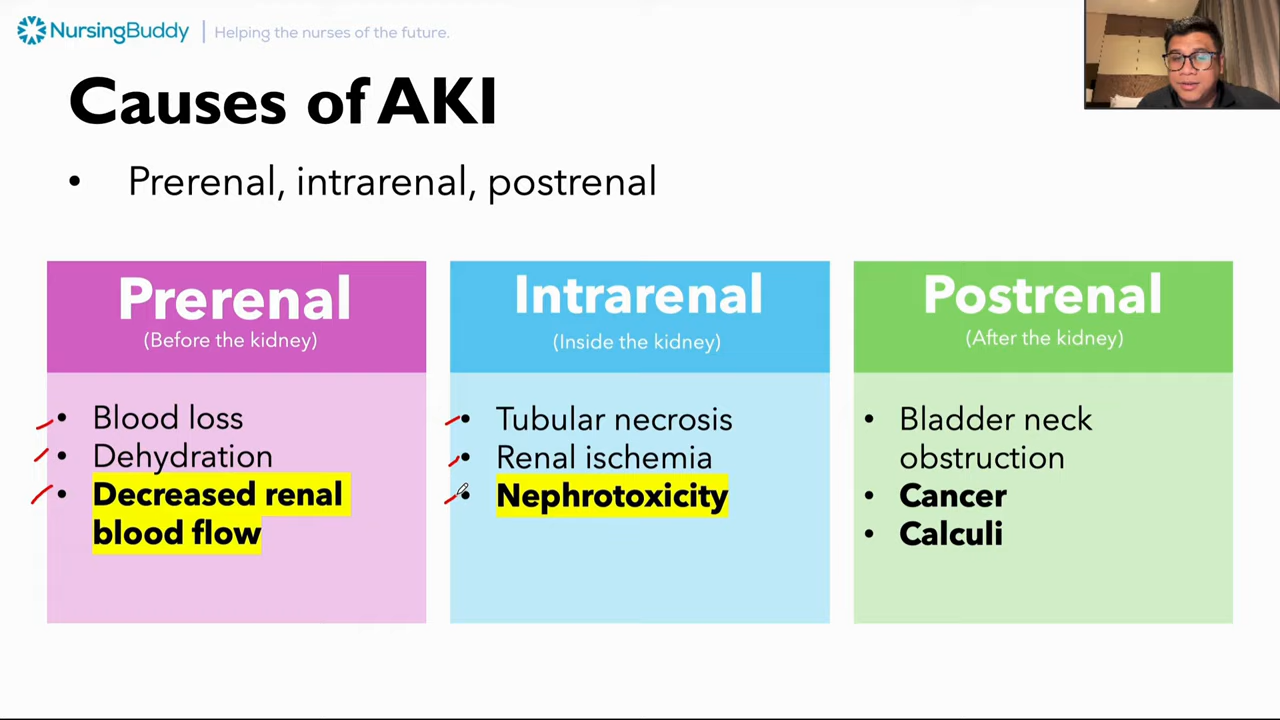 NursingBuddy | Helping the nurses of the future.
Causes of AKI
• Prerenal, intrarenal, postrenal
Prerenal
(Before the kidney)
• Blood loss
• Dehydration
• Decreased renal
blood flow
Intrarenal
(Inside the kidney)
• Tubular necrosis
• Renal ischemia
• Nephrotoxicity
Postrenal
(After the kidney)
• Bladder neck
obstruction
• Cancer
• Calculi